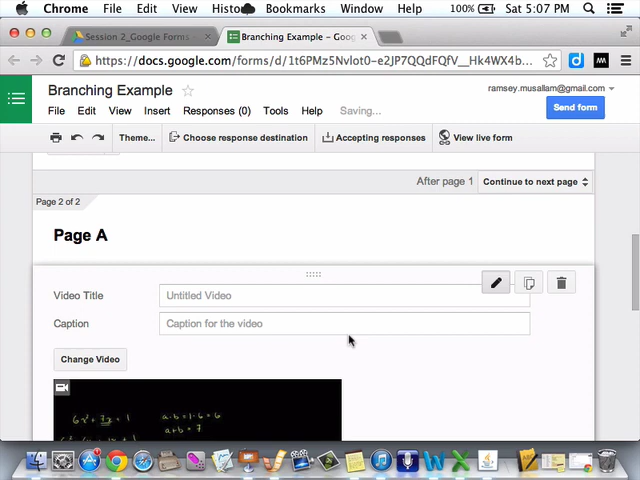 Chrome File Edit View Histo Bookmarks Window Help 100% Sat 5:07 PM
Session 2_Google Forms - Branching Example - Goo
https://docs.google.com/forms/d/1t6PMz5NvIot0-e2JP7QQdFQfV__Hk4WX4b...
Branching Example
ramsey.musallam@gmail.com
File Edit View Insert Responses (0) Tools Help Saving...
Send form
Theme... Choose response destination Accepting responses View live form
After page 1 Continue to next page
Page 2 of 2
Page A
Video Title Untitled Video
Caption Caption for the video
Change Video
6x² + 7x + 1 a·b = 1·6 = 6
a+b = 7